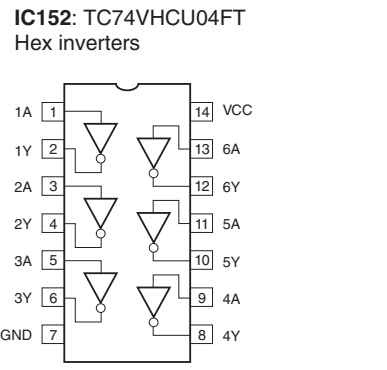 IC152: TC74VHCU04FT
Hex inverters
1A 1 14 VCC
1Y 2 13 6A
2A 3 12 6Y
2Y 4 11 5A
3A 5 10 5Y
3Y 6 9 4A
GND 7 8 4Y